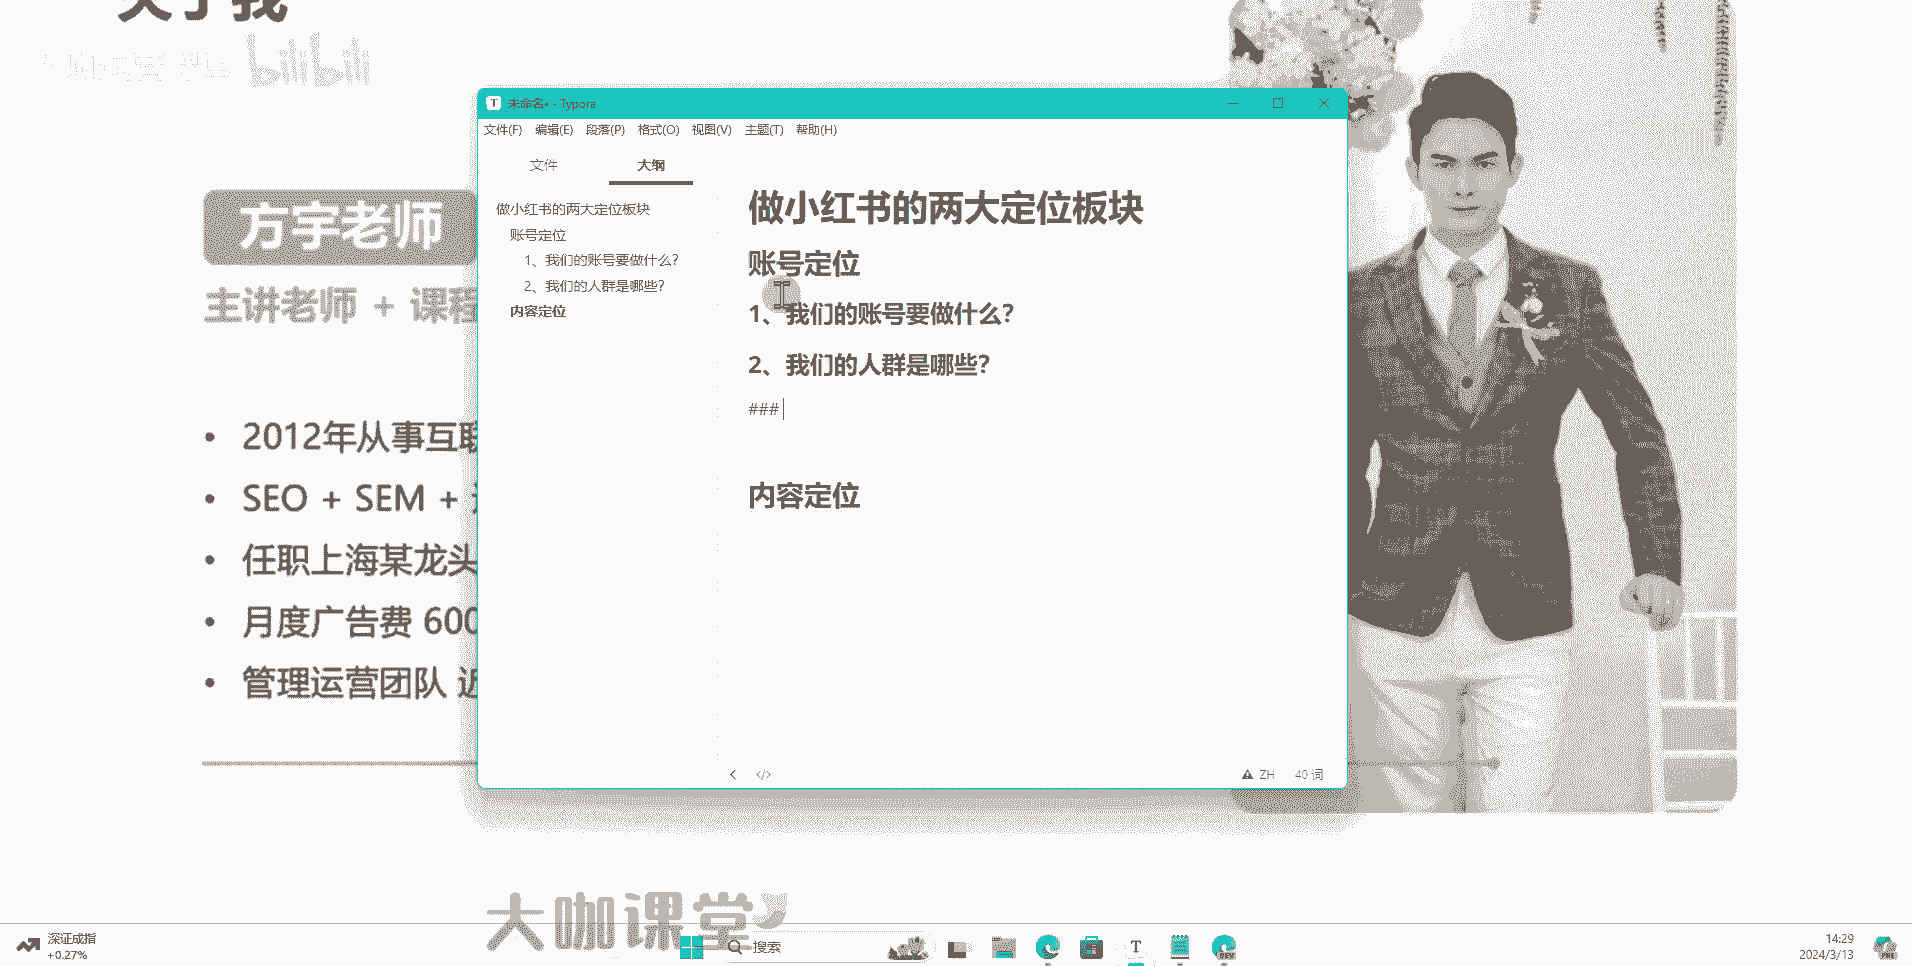 关于我
bilibili
方宇老师
主讲老师 + 课程
2012年从事互联
SEO + SEM +
任职上海某龙头
月度广告费 600
管理运营团队 近
未命名• - Typora
文件(F) 编辑(E) 段落(P) 格式(O) 视图(V) 主题(T) 帮助(H)
文件 大纲
做小红书的两大定位板块
账号定位
1、我们的账号要做什么？
2、我们的人群是哪些？
内容定位
做小红书的两大定位板块
账号定位
1、我们的账号要做什么？
2、我们的人群是哪些？
###
内容定位
ZH 40 词
大咖课堂
深证成指
+0.27%
搜索
T
DEV
14:29
2024/3/13
PRE